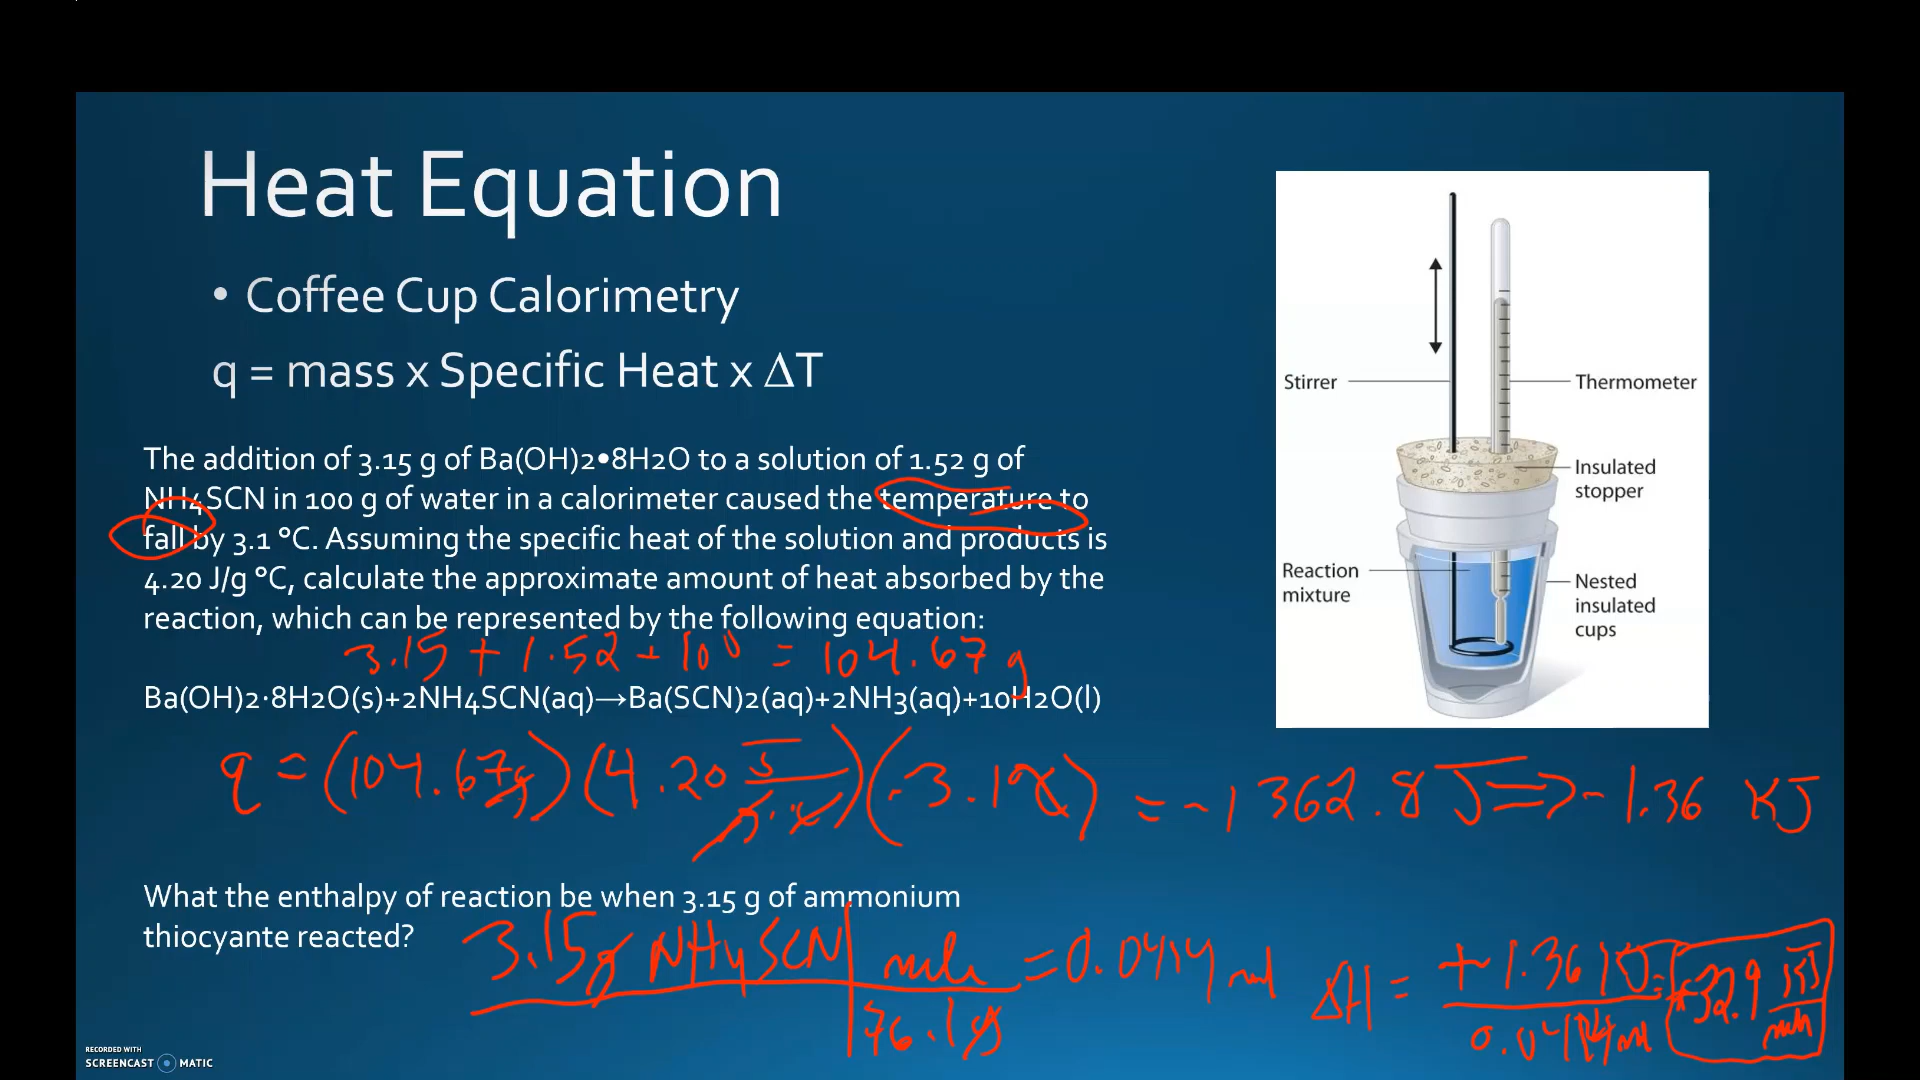 Heat Equation
• Coffee Cup Calorimetry
q = mass x Specific Heat x ΔT
The addition of 3.15 g of Ba(OH)2•8H2O to a solution of 1.52 g of
NH4SCN in 100 g of water in a calorimeter caused the temperature to
fall by 3.1 °C. Assuming the specific heat of the solution and products is
4.20 J/g °C, calculate the approximate amount of heat absorbed by the
reaction, which can be represented by the following equation:
3.15 + 1.52 + 100 = 104.67 g
Ba(OH)2·8H2O(s)+2NH4SCN(aq)→Ba(SCN)2(aq)+2NH3(aq)+10H2O(l)
q = (104.67g)(4.20 J/g·°C)(-3.1°C) = -1362.8 J => -1.36 KJ
What the enthalpy of reaction be when 3.15 g of ammonium
thiocyante reacted?
3.15g NH4SCN | mole = 0.0414 mol
76.1g
ΔH = +1.36 KJ / 0.0414 mol = +32.9 KJ/mole
Stirrer
Thermometer
Insulated
stopper
Reaction
mixture
Nested
insulated
cups
RECORDED WITH
SCREENCAST MATIC